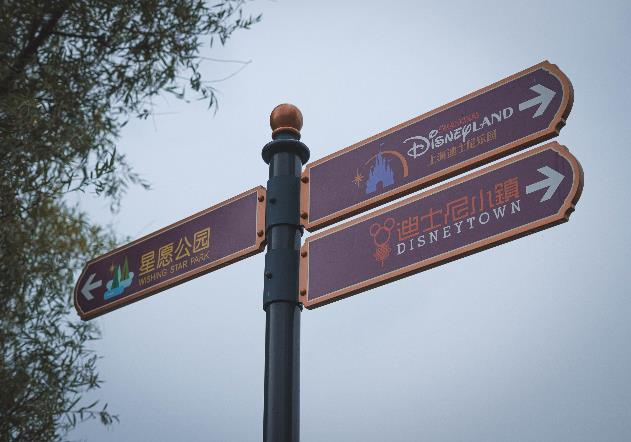 SHANGHAI
DISNEYLAND
上海迪士尼乐园
迪士尼小镇
DISNEYTOWN
星愿公园
WISHING STAR PARK